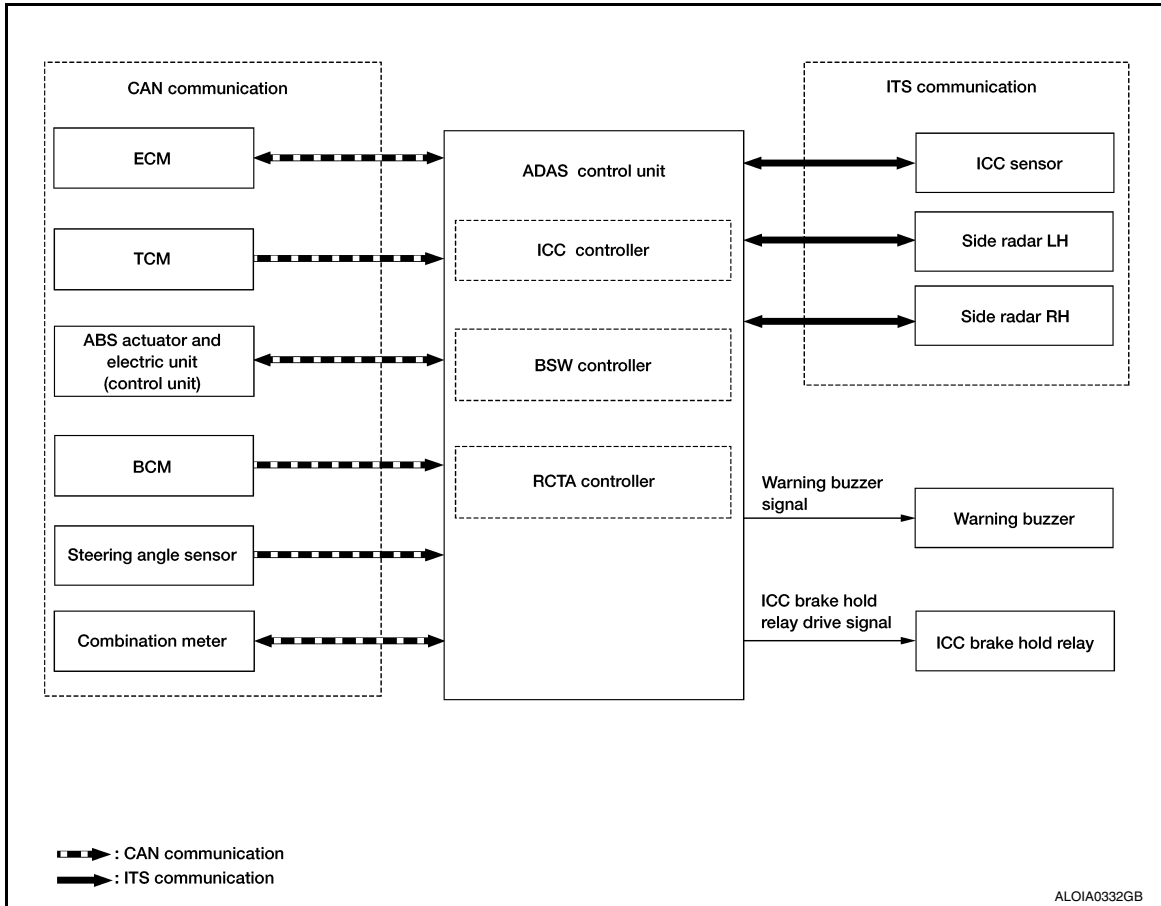 CAN communication
ECM
TCM
ABS actuator and
electric unit
(control unit)
BCM
Steering angle sensor
Combination meter
ADAS control unit
ICC controller
BSW controller
RCTA controller
ITS communication
ICC sensor
Side radar LH
Side radar RH
Warning buzzer
signal
Warning buzzer
ICC brake hold
relay drive signal
ICC brake hold relay
: CAN communication
: ITS communication
ALOIA0332GB